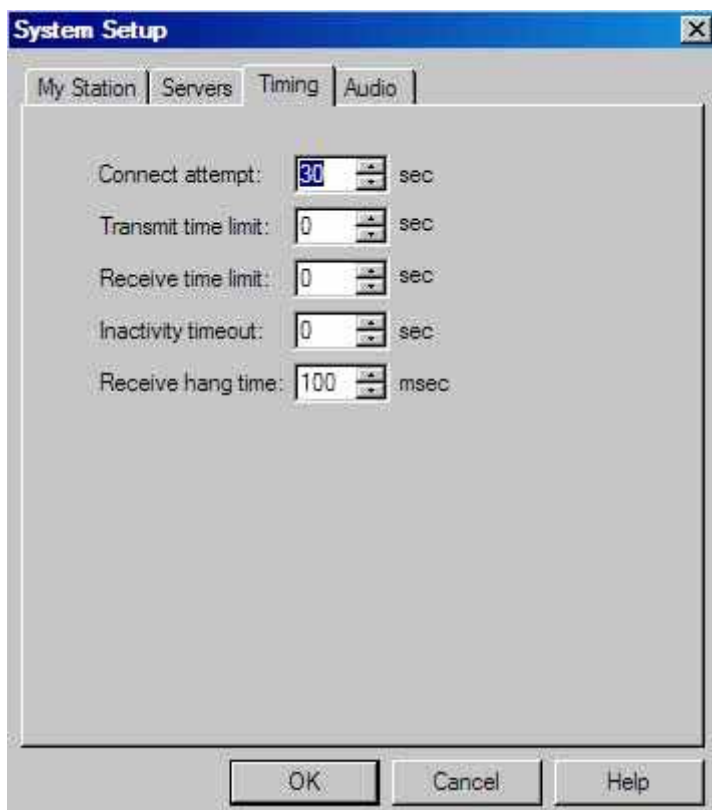 System Setup
My Station Servers Timing Audio
Connect attempt: 30 sec
Transmit time limit: 0 sec
Receive time limit: 0 sec
Inactivity timeout: 0 sec
Receive hang time: 100 msec
OK Cancel Help